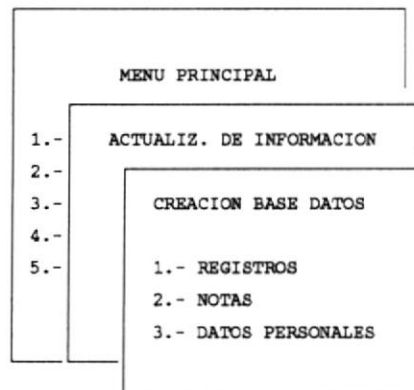 MENU PRINCIPAL
1.- ACTUALIZ. DE INFORMACION
2.-
3.- CREACION BASE DATOS
4.-
5.- 1.- REGISTROS
2.- NOTAS
3.- DATOS PERSONALES